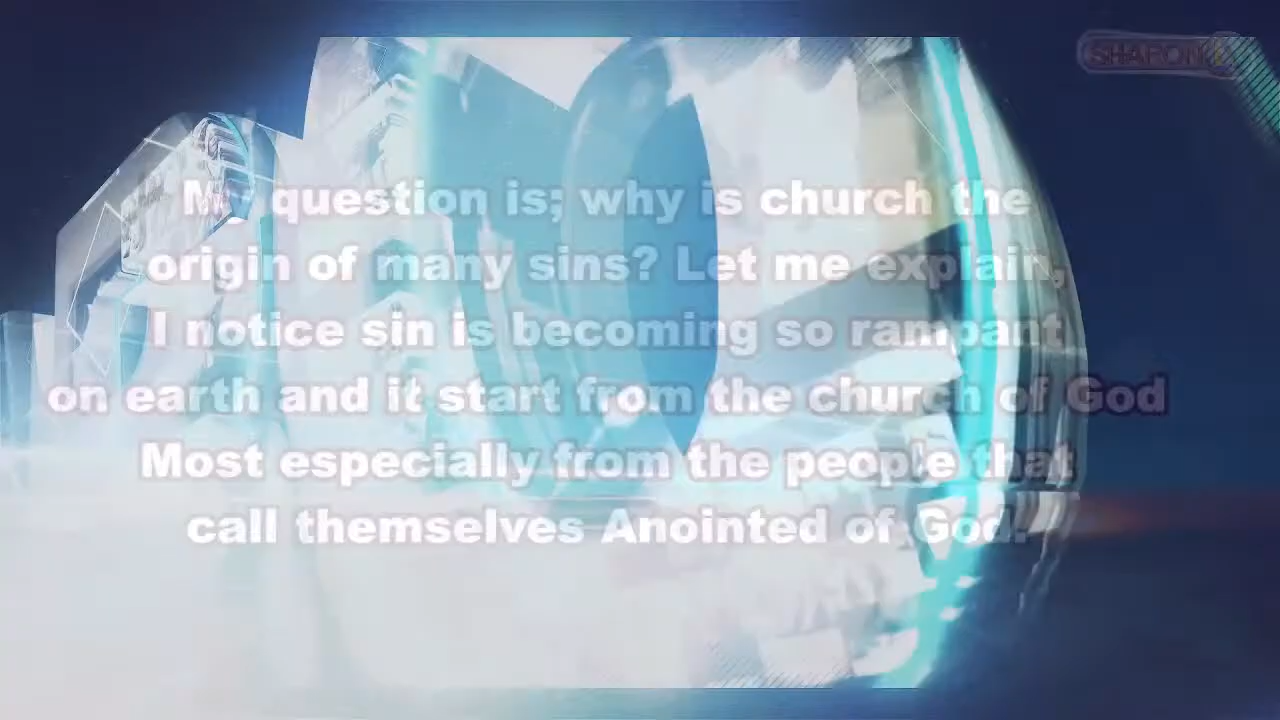 My question is; why is church the
origin of many sins? Let me explain,
I notice sin is becoming so rampant
on earth and it start from the church of God
Most especially from the people that
call themselves Anointed of God.